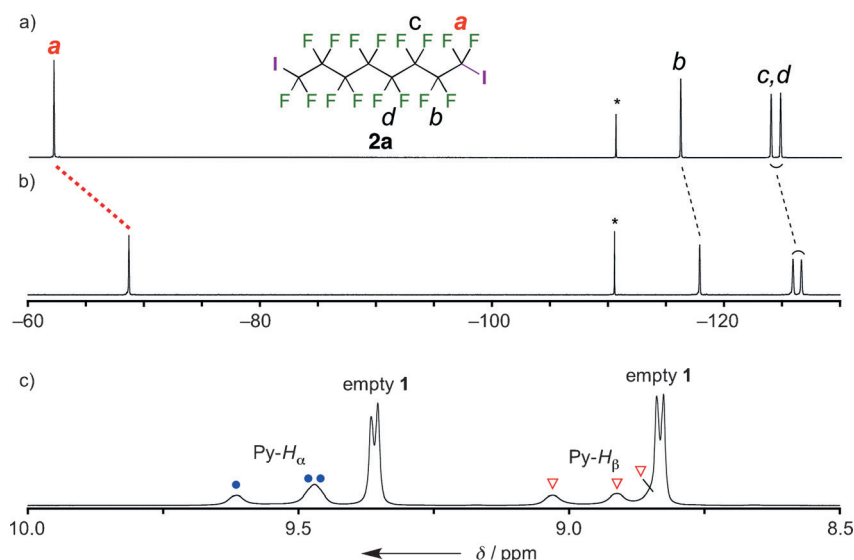 a)
a
c a
F F F F F F F F
I
I
F F F F F F F F
d b
2a
*
b
c,d
b)
*
–60 –80 –100 –120
c)
empty 1
empty 1
Py-Hα
Py-Hβ
10.0 9.5 9.0 8.5
δ / ppm